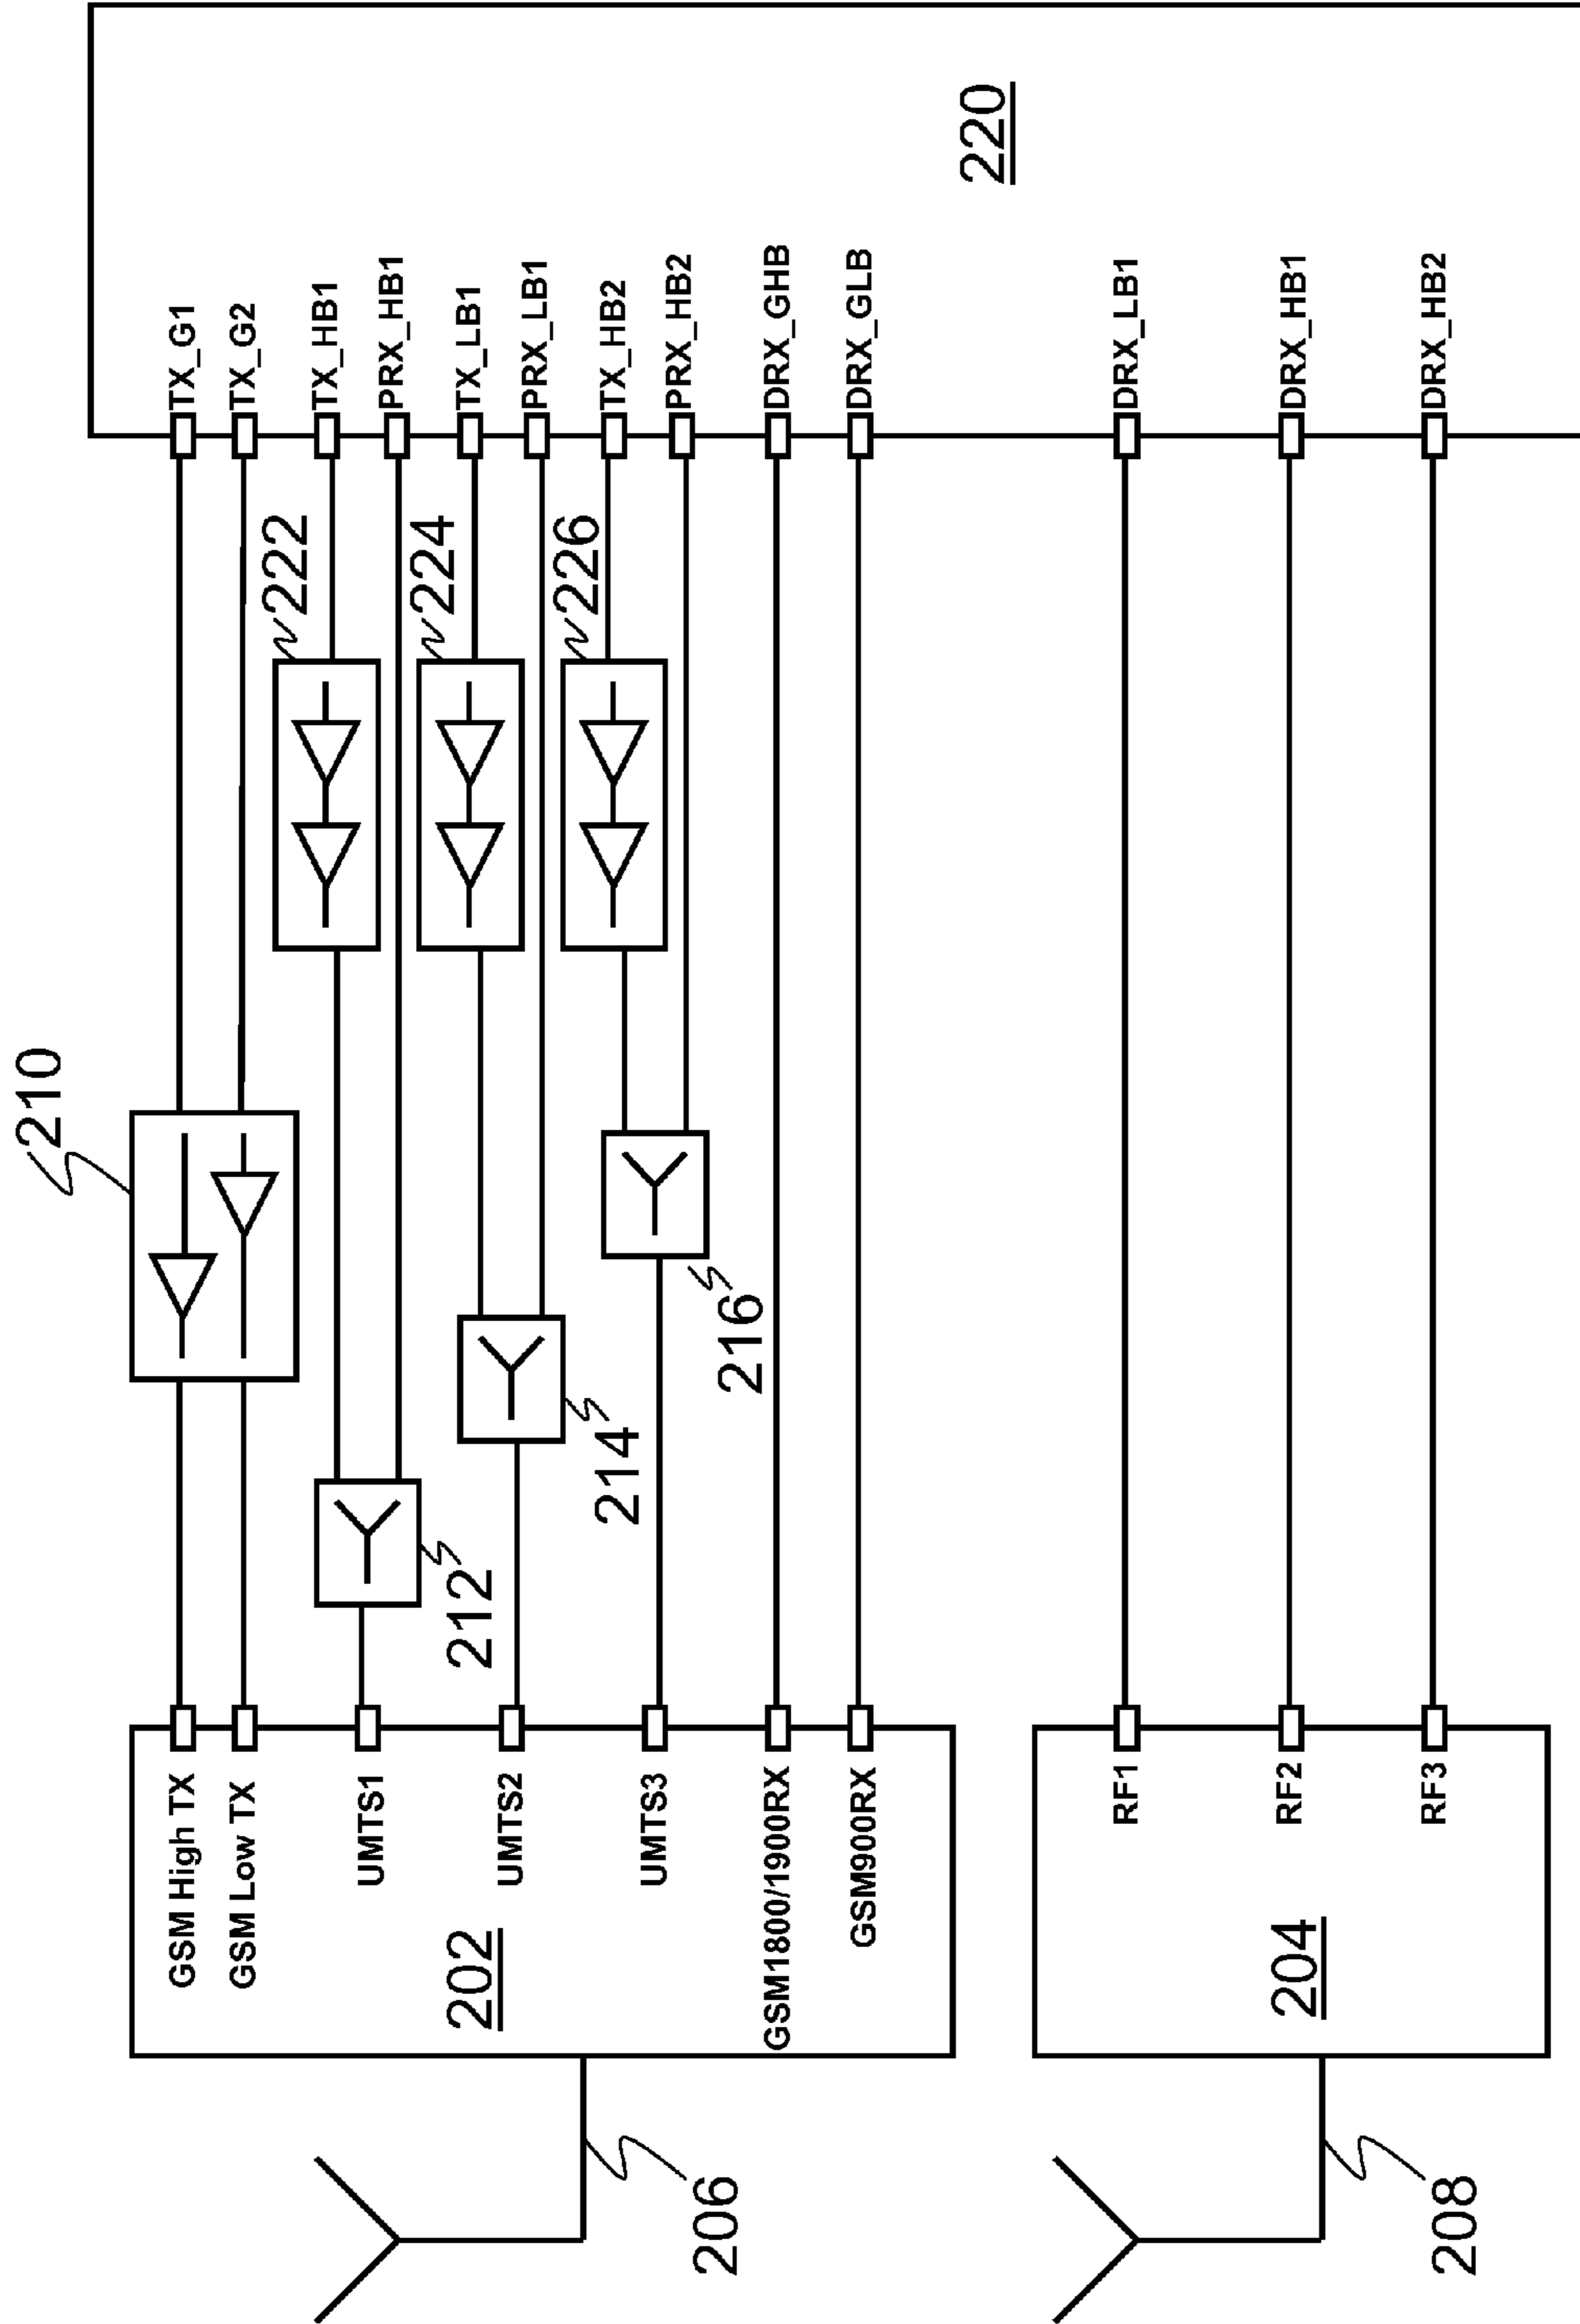 210
222
224
226
220
TX_G1
TX_G2
TX_HB1
PRX_HB1
TX_LB1
PRX_LB1
TX_HB2
PRX_HB2
DRX_GHB
DRX_GLB
DRX_LB1
DRX_HB1
DRX_HB2
212
214
216
GSM High TX
GSM Low TX
UMTS1
UMTS2
UMTS3
GSM1800/1900RX
GSM900RX
202
RF1
RF2
RF3
204
206
208